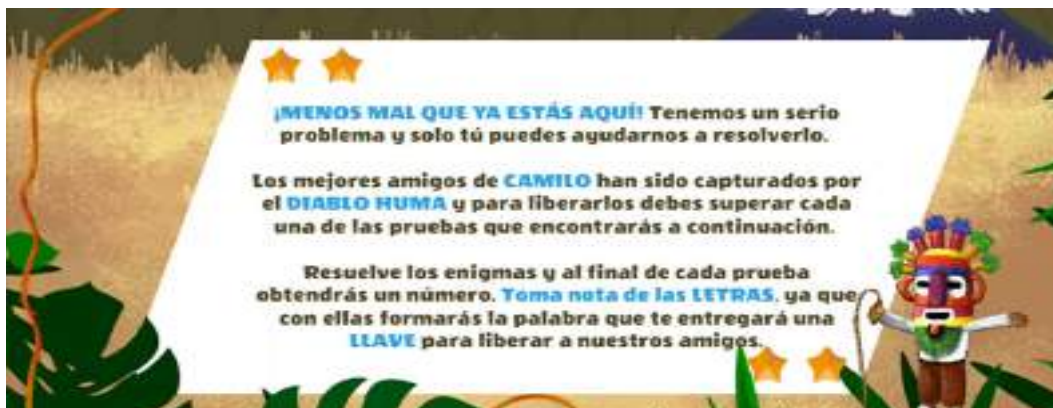 ¡MENOS MAL QUE YA ESTÁS AQUÍ! Tenemos un serio
problema y solo tú puedes ayudarnos a resolverlo.
Los mejores amigos de CAMILO han sido capturados por
el DIABLO HUMA y para liberarlos debes superar cada
una de las pruebas que encontrarás a continuación.
Resuelve los enigmas y al final de cada prueba
obtendrás un número. Toma nota de las LETRAS, ya que
con ellas formarás la palabra que te entregará una
LLAVE para liberar a nuestros amigos.